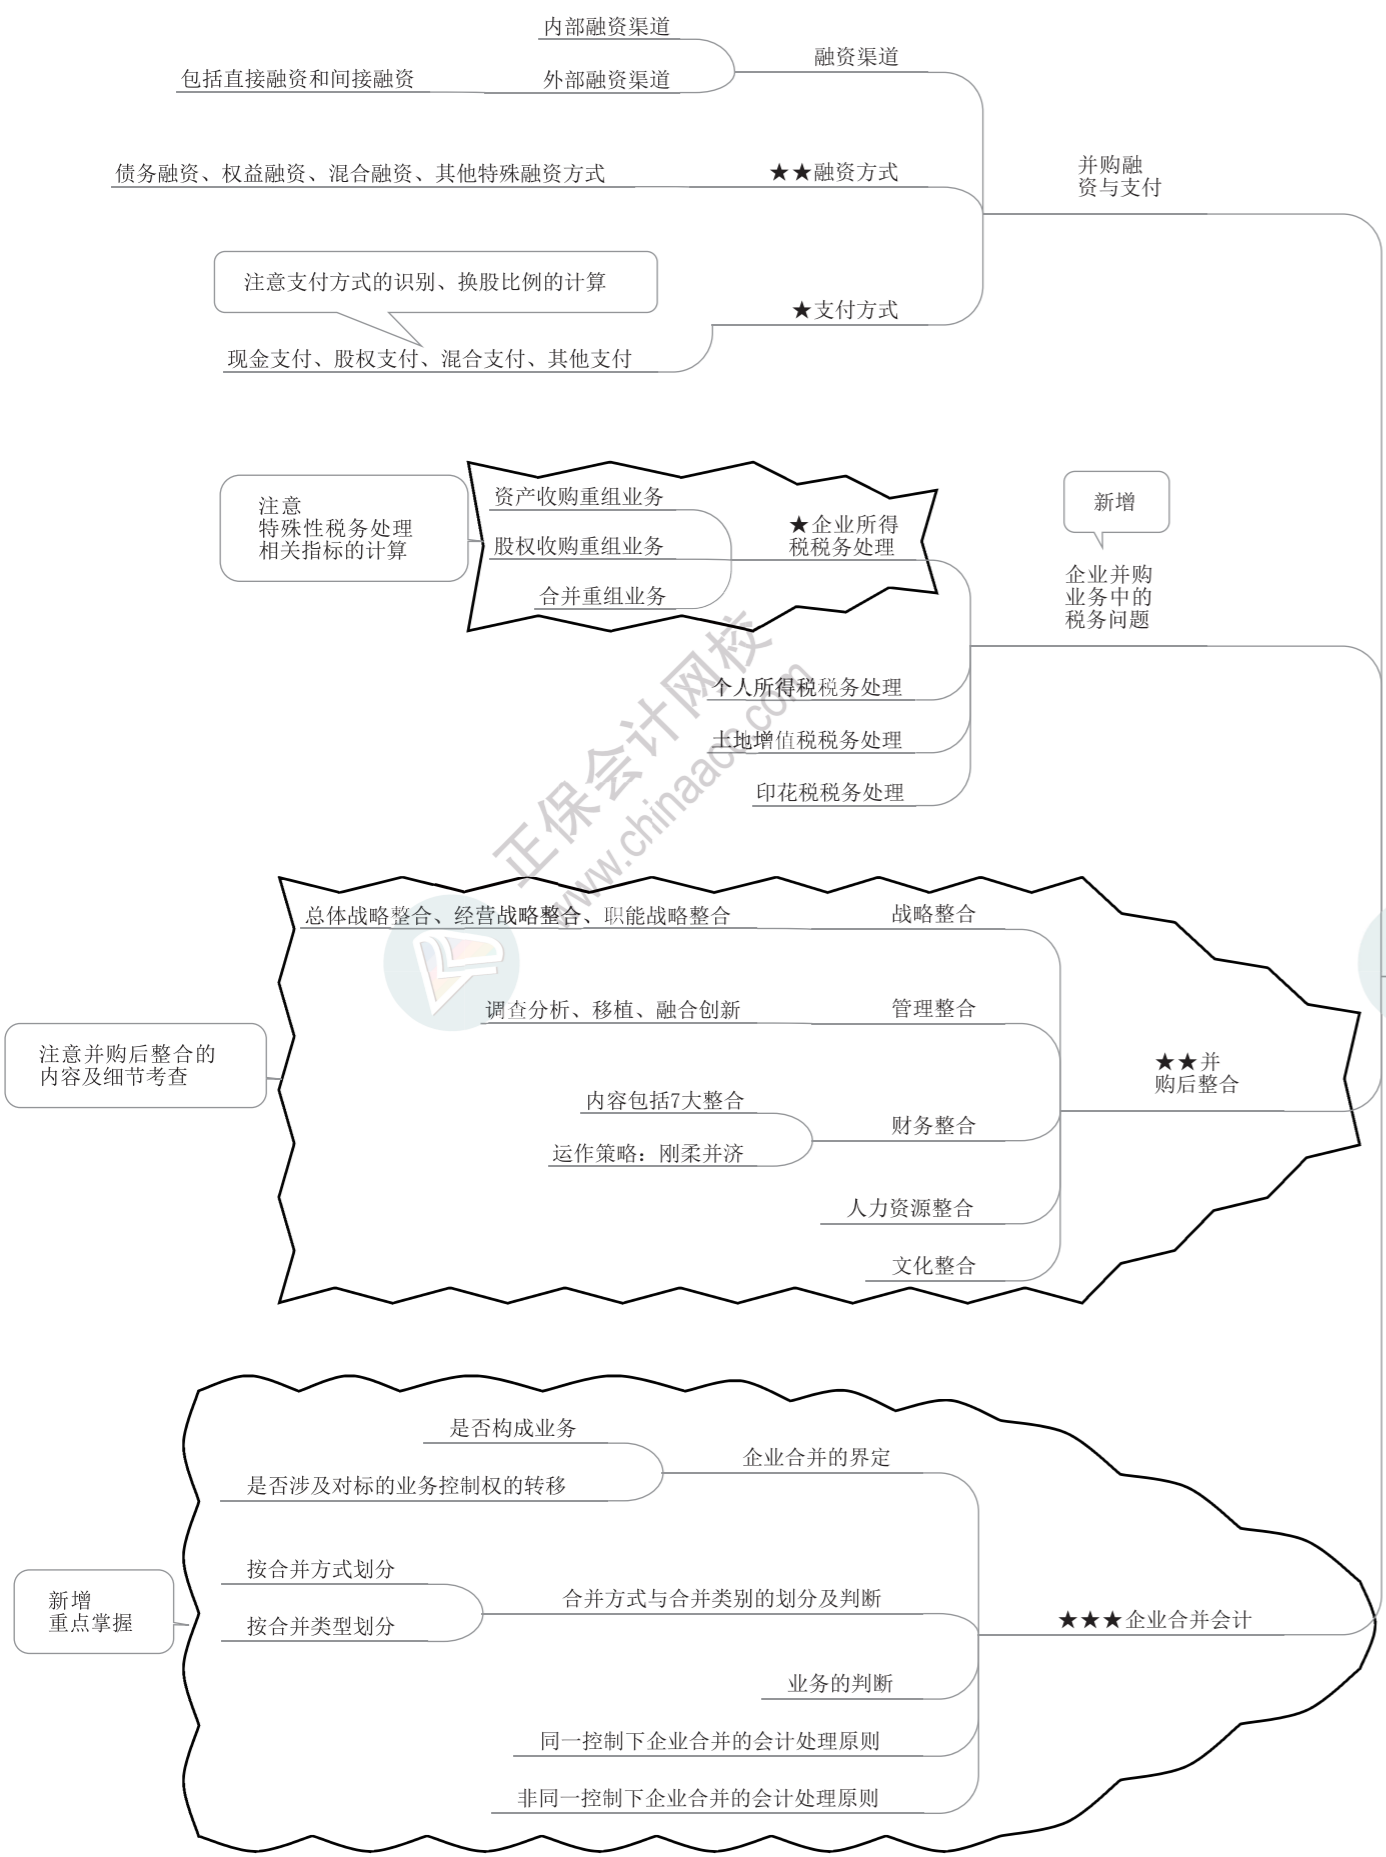 内部融资渠道
融资渠道
包括直接融资和间接融资
外部融资渠道
并购融
资与支付
债务融资、权益融资、混合融资、其他特殊融资方式
★★融资方式
注意支付方式的识别、换股比例的计算
★支付方式
现金支付、股权支付、混合支付、其他支付
新增
企业并购
业务中的
税务问题
注意
特殊性税务处理
相关指标的计算
资产收购重组业务
股权收购重组业务
合并重组业务
★企业所得
税税务处理
个人所得税税务处理
土地增值税税务处理
印花税税务处理
正保会计网校
www.chinaacc.com
总体战略整合、经营战略整合、职能战略整合
战略整合
调查分析、移植、融合创新
管理整合
注意并购后整合的
内容及细节考查
★★并
购后整合
内容包括7大整合
财务整合
运作策略：刚柔并济
人力资源整合
文化整合
是否构成业务
企业合并的界定
是否涉及对标的业务控制权的转移
按合并方式划分
合并方式与合并类别的划分及判断
按合并类型划分
新增
重点掌握
★★★企业合并会计
业务的判断
同一控制下企业合并的会计处理原则
非同一控制下企业合并的会计处理原则